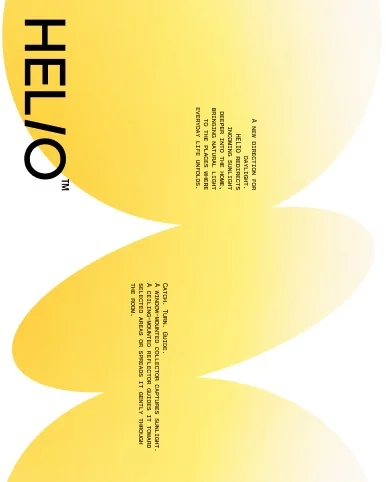 HEL/O™
A NEW DIRECTION FOR
DAYLIGHT.
HELIO REDIRECTS
INCOMING SUNLIGHT
DEEPER INTO THE HOME,
BRINGING NATURAL LIGHT
TO THE PLACES WHERE
EVERYDAY LIFE UNFOLDS.
CATCH. TURN. GUIDE.
A WINDOW-MOUNTED COLLECTOR CAPTURES SUNLIGHT.
A CEILING-MOUNTED REFLECTOR GUIDES IT TOWARD
SELECTED AREAS OR SPREADS IT GENTLY THROUGH
THE ROOM.